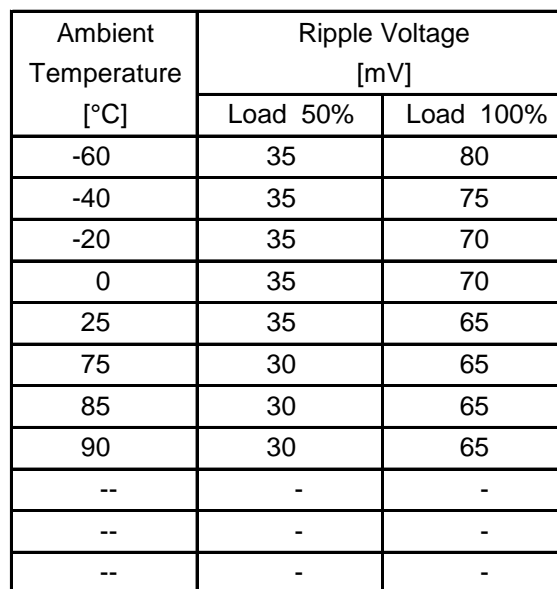 Ambient Temperature [°C] Ripple Voltage [mV]
Load 50% Load 100%
-60 35 80
-40 35 75
-20 35 70
0 35 70
25 35 65
75 30 65
85 30 65
90 30 65
-- - -
-- - -
-- - -